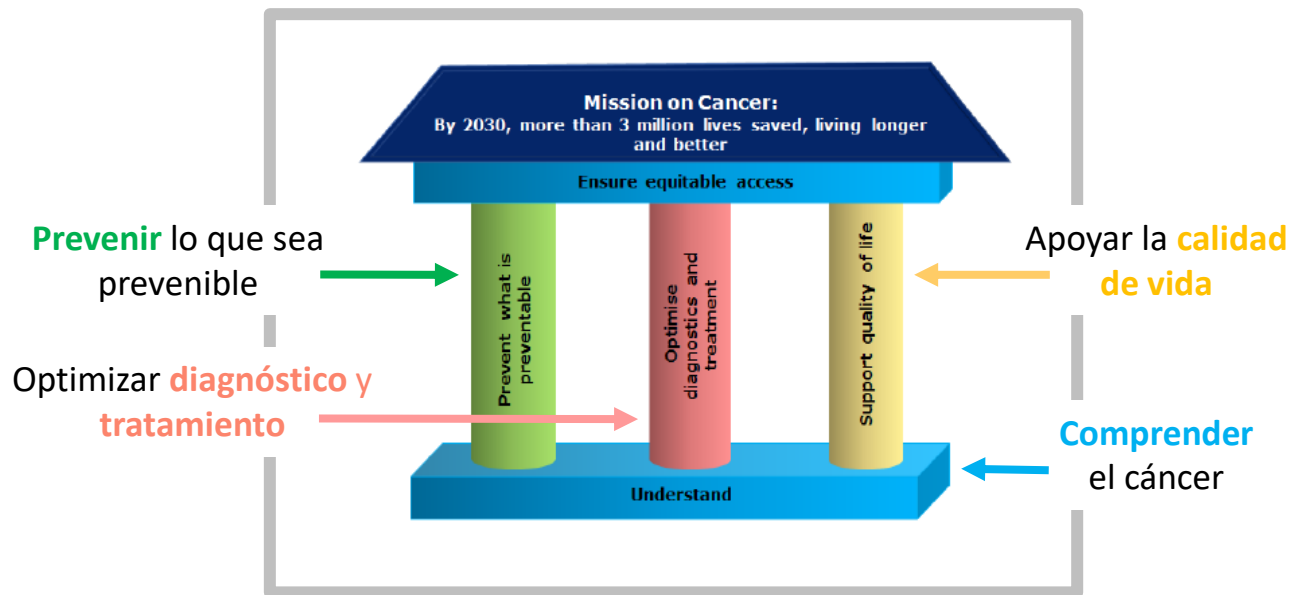 Mission on Cancer:
By 2030, more than 3 million lives saved, living longer
and better
Ensure equitable access
Prevenir lo que sea
prevenible
Optimizar diagnóstico y
tratamiento
Prevent what is
preventable
Optimise
diagnostics and
treatment
Support quality of life
Apoyar la calidad
de vida
Comprender
el cáncer
Understand